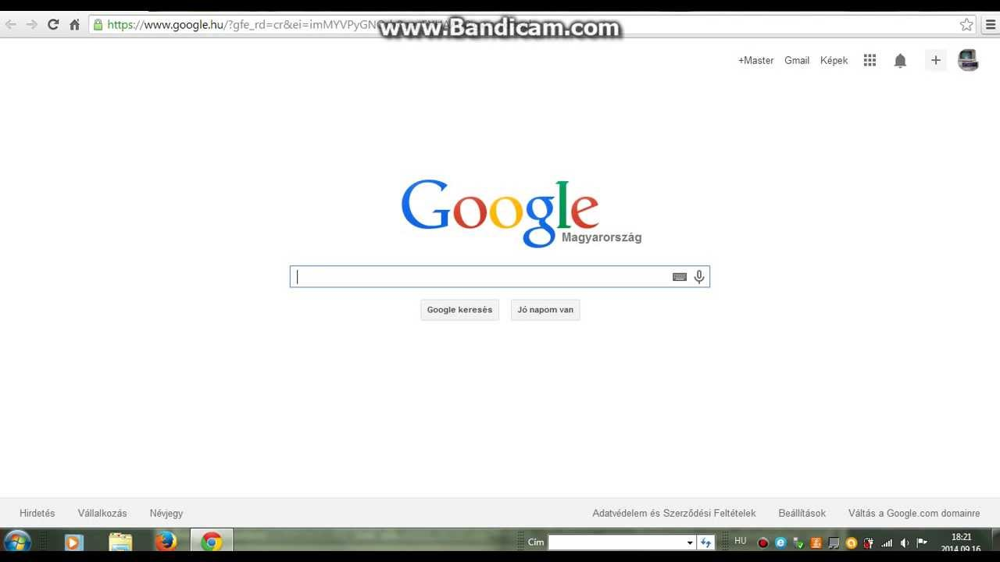 https://www.google.hu/?gfe_rd=cr&ei=imMYVPyGN
www.Bandicam.com
+Master Gmail Képek
Google
Magyarország
Google keresés Jó napom van
Hirdetés Vállalkozás Névjegy Adatvédelem és Szerződési Feltételek Beállítások Váltás a Google.com domainre
Cím HU 18:21
2014.09.16